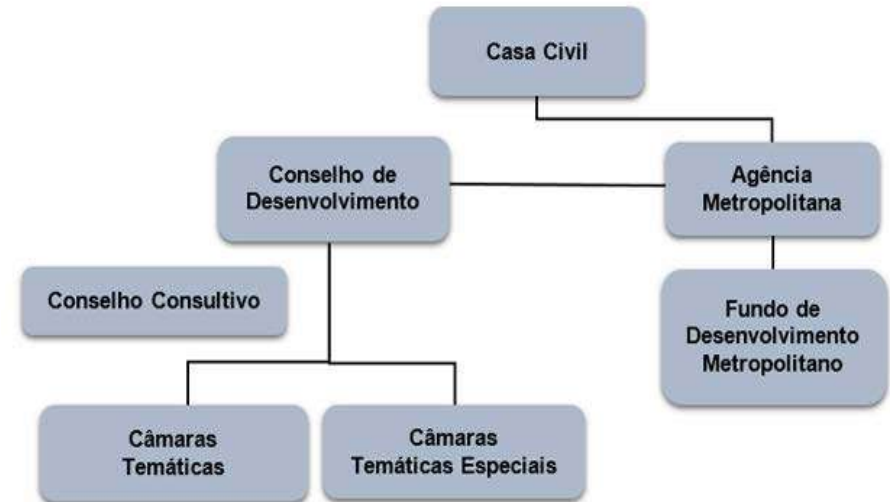 Casa Civil
Conselho de
Desenvolvimento
Agência
Metropolitana
Conselho Consultivo
Fundo de
Desenvolvimento
Metropolitano
Câmaras
Temáticas
Câmaras
Temáticas Especiais